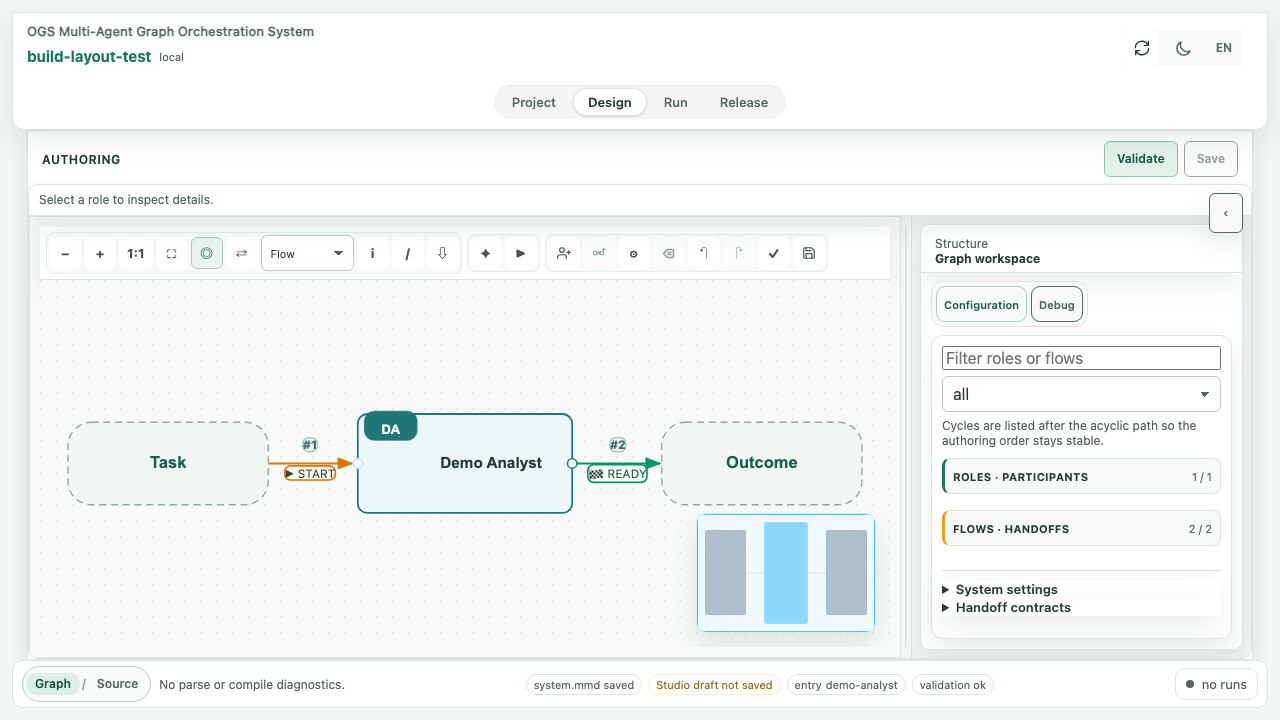 OGS Multi-Agent Graph Orchestration System
build-layout-test local
EN
Project Design Run Release
AUTHORING
Validate Save
Select a role to inspect details.
− + 1:1 Flow i /
Structure
Graph workspace
Configuration Debug
Filter roles or flows
all
Cycles are listed after the acyclic path so the
authoring order stays stable.
ROLES · PARTICIPANTS 1 / 1
FLOWS · HANDOFFS 2 / 2
System settings
Handoff contracts
Task
#1
START
DA
Demo Analyst
#2
READY
Outcome
Graph / Source No parse or compile diagnostics.
system.mmd saved Studio draft not saved entry demo-analyst validation ok
no runs